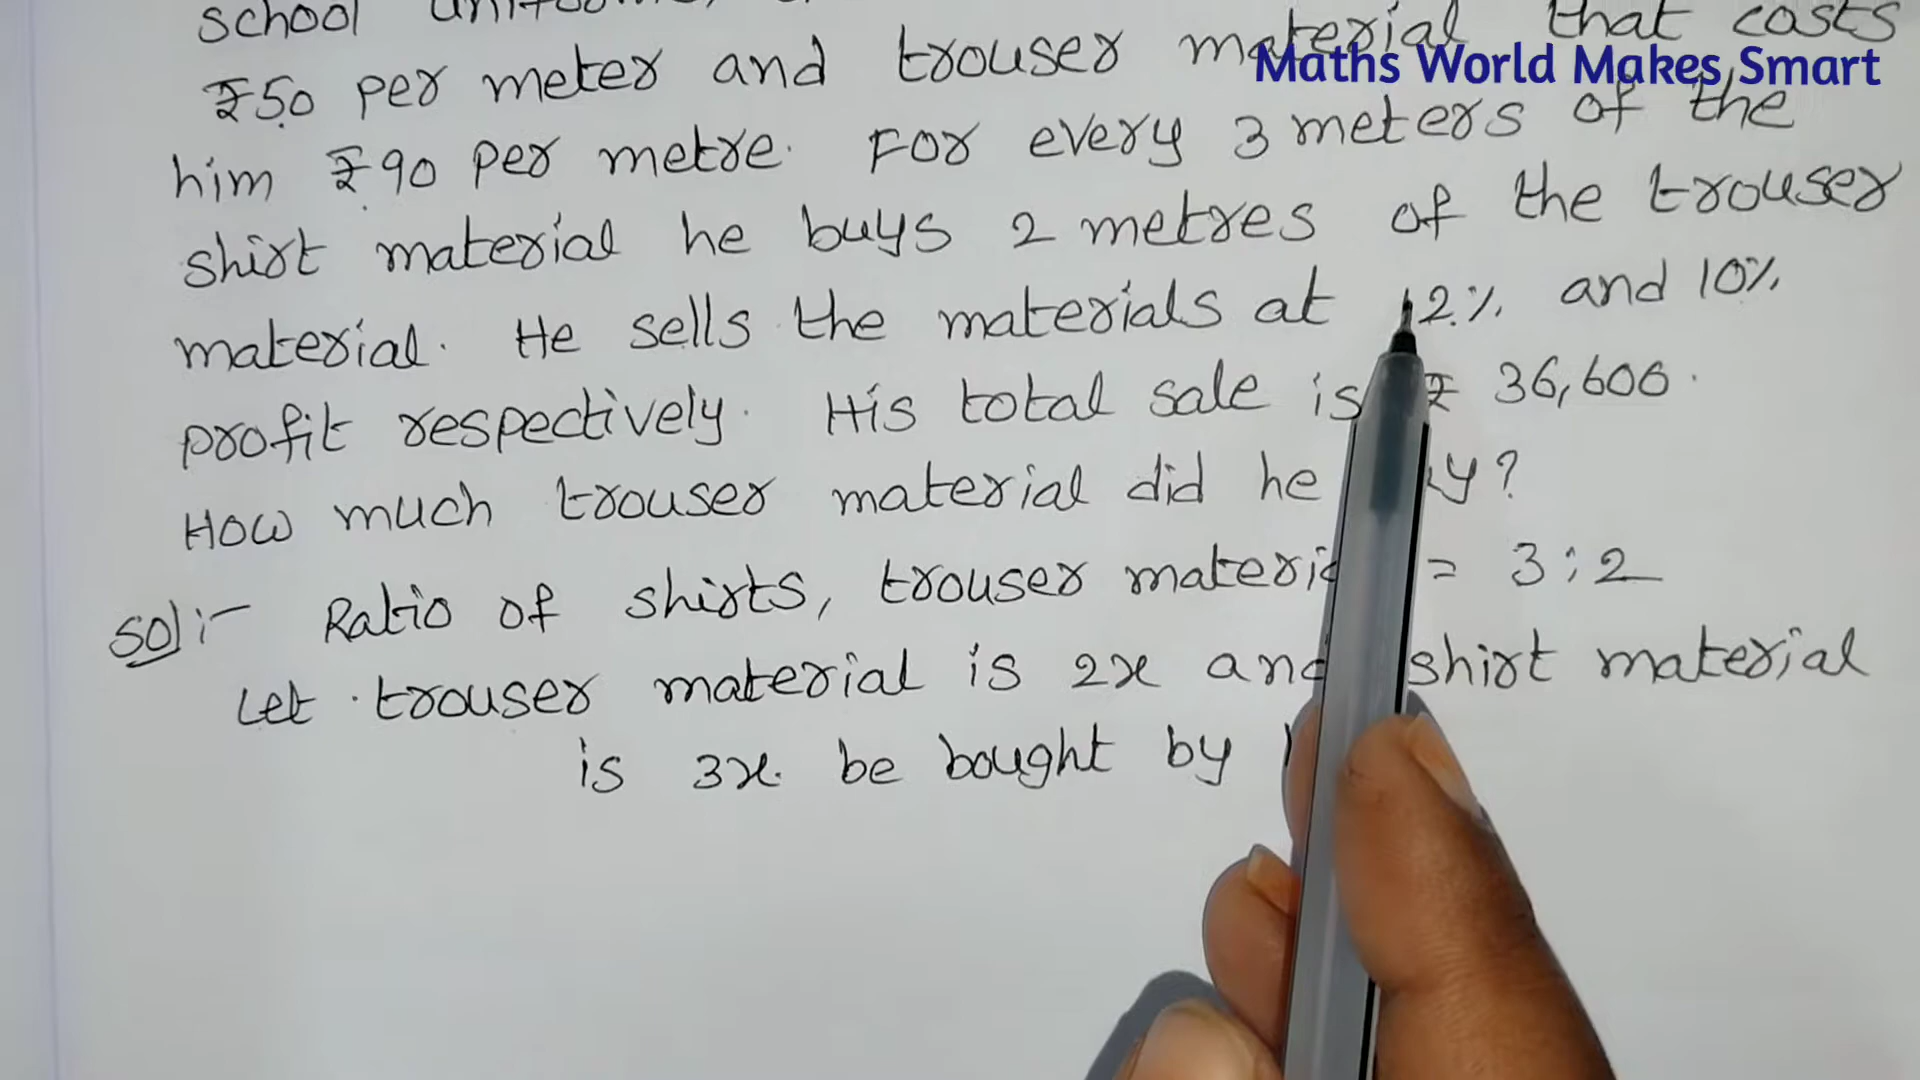 school
₹50 per meter and trouser material that costs
Maths World Makes Smart
him ₹90 per metre. For every 3 meters of the
shirt material he buys 2 metres of the trouser
material. He sells the materials at 12% and 10%
profit respectively. His total sale is ₹ 36,600.
How much trouser material did he
Sol:- Ratio of shirts, trouser = 3:2
Let trouser material is 2x and shirt material
is 3x. be bought by